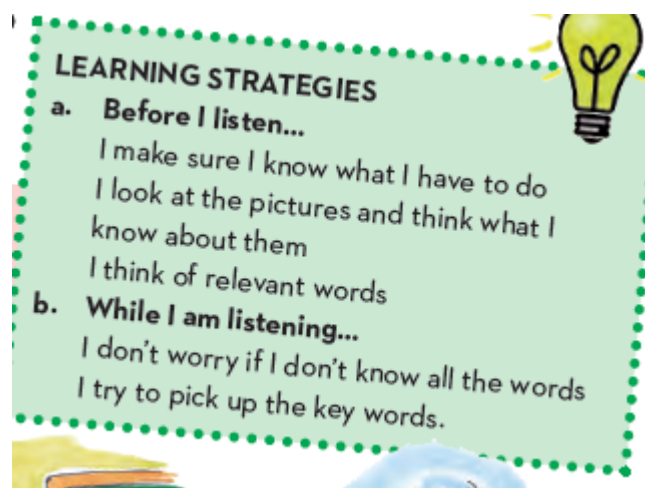 LEARNING STRATEGIES
a. Before I listen...
I make sure I know what I have to do
I look at the pictures and think what I
know about them
I think of relevant words
b. While I am listening...
I don't worry if I don't know all the words
I try to pick up the key words.